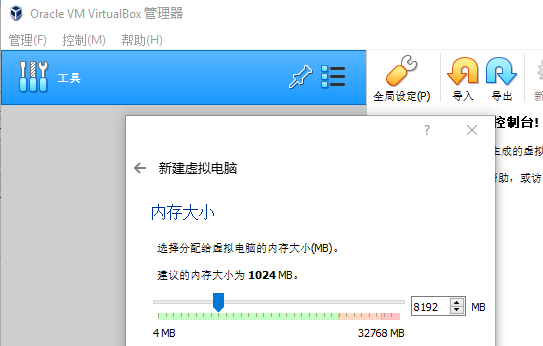 Oracle VM VirtualBox 管理器
管理(F) 控制(M) 帮助(H)
工具
全局设定(P) 导入 导出 新
控制台!
? ×
生成的虚拟
新建虚拟电脑
帮助，或访
内存大小
选择分配给虚拟电脑的内存大小(MB)。
建议的内存大小为 1024 MB。
8192 MB
4 MB 32768 MB